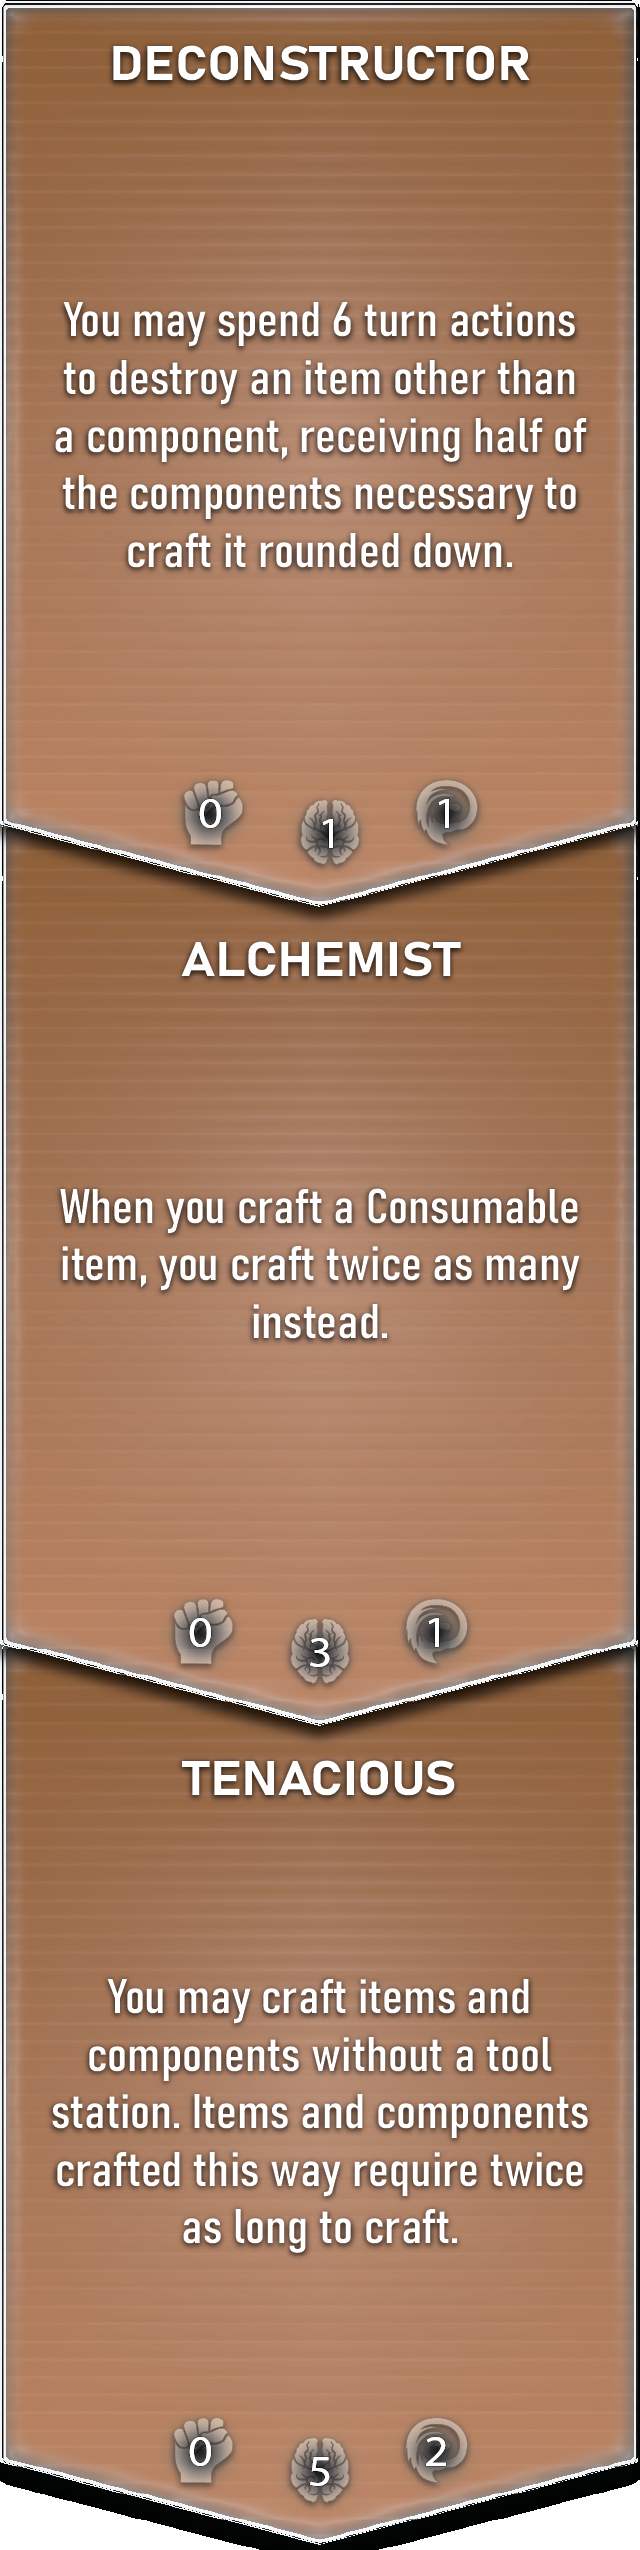 DECONSTRUCTOR
You may spend 6 turn actions
to destroy an item other than
a component, receiving half of
the components necessary to
craft it rounded down.
0 1 1
ALCHEMIST
When you craft a Consumable
item, you craft twice as many
instead.
0 3 1
TENACIOUS
You may craft items and
components without a tool
station. Items and components
crafted this way require twice
as long to craft.
0 5 2